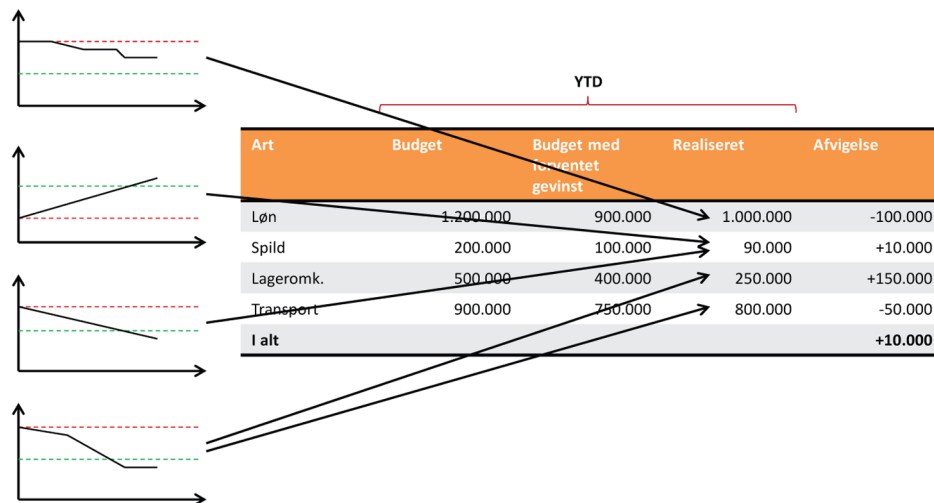 YTD
Art Budget Budget med forventet gevinst Realiseret Afvigelse
Løn 1.200.000 900.000 1.000.000 -100.000
Spild 200.000 100.000 90.000 +10.000
Lageromk. 500.000 400.000 250.000 +150.000
Transport 900.000 750.000 800.000 -50.000
I alt +10.000